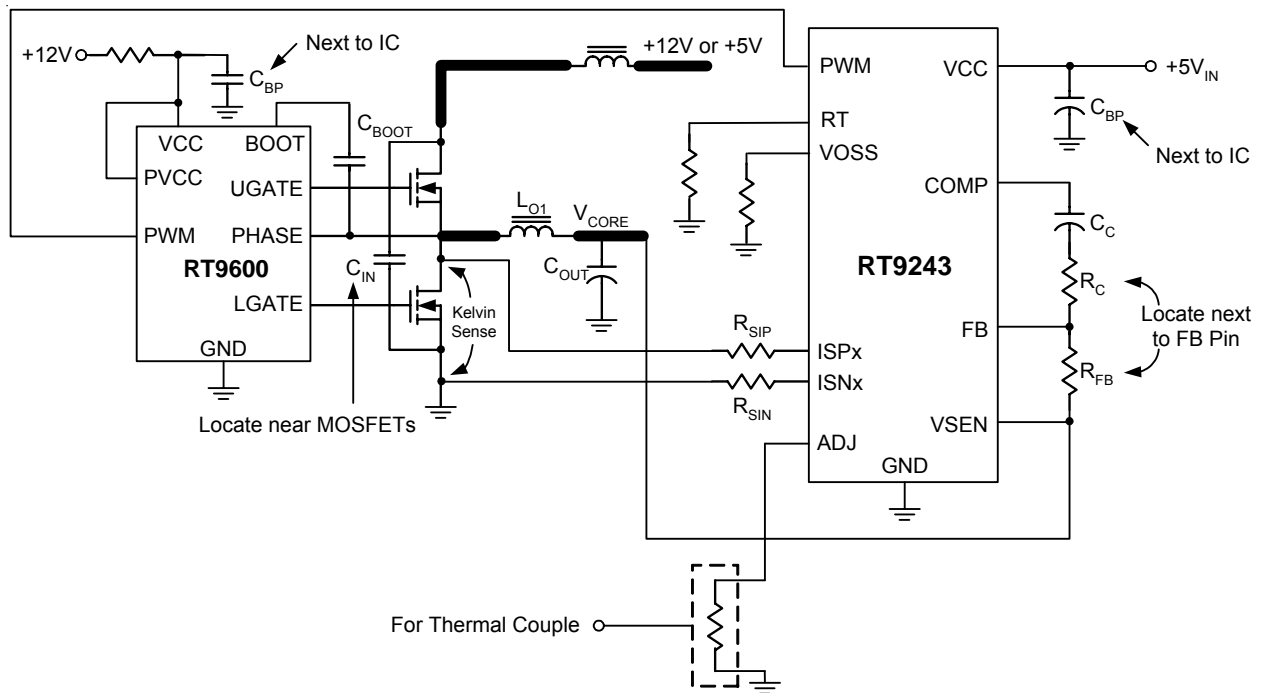 +12V
Next to IC
C_BP
+12V or +5V
C_BOOT
VCC
BOOT
PVCC
UGATE
PWM
PHASE
RT9600
LGATE
GND
C_IN
L_O1
V_CORE
C_OUT
Kelvin
Sense
Locate near MOSFETs
R_SIP
R_SIN
PWM
VCC
+5V_IN
C_BP
Next to IC
RT
VOSS
COMP
C_C
RT9243
R_C
Locate next
to FB Pin
FB
R_FB
ISPx
ISNx
VSEN
ADJ
GND
For Thermal Couple